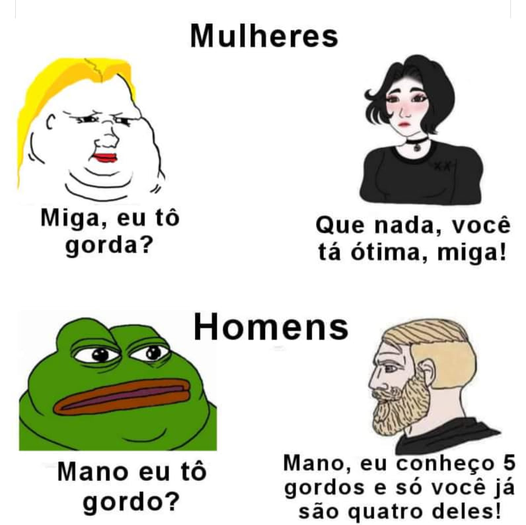 Mulheres
Miga, eu tô
gorda?
Que nada, você
tá ótima, miga!
Homens
Mano eu tô
gordo?
Mano, eu conheço 5
gordos e só você já
são quatro deles!